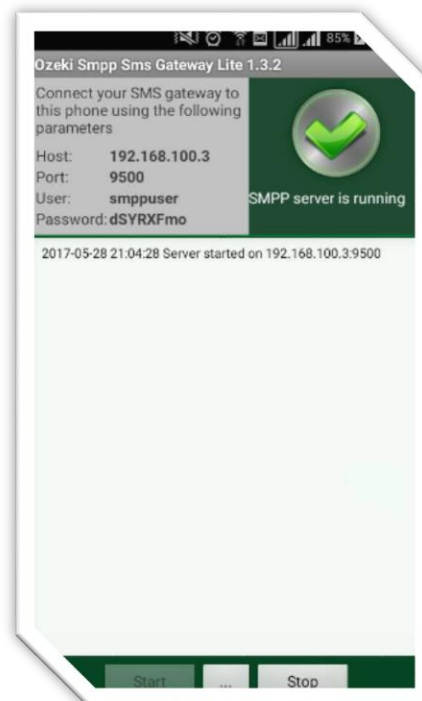 85%
Ozeki Smpp Sms Gateway Lite 1.3.2
Connect your SMS gateway to
this phone using the following
parameters
Host: 192.168.100.3
Port: 9500
User: smppuser
Password: dSYRXFmo
SMPP server is running
2017-05-28 21:04:28 Server started on 192.168.100.3:9500
Start ... Stop